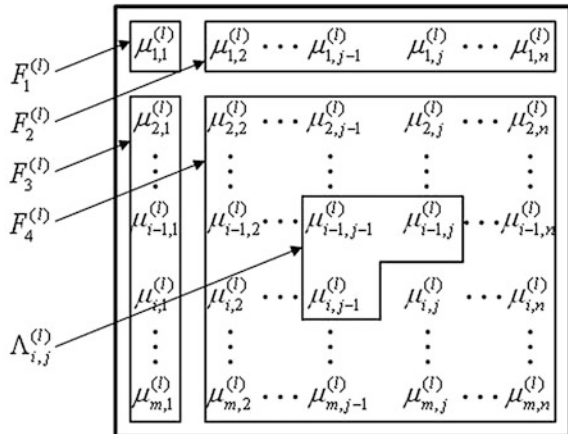 μ_{1,1}^{(l)} μ_{1,2}^{(l)} ··· μ_{1,j-1}^{(l)} μ_{1,j}^{(l)} ··· μ_{1,n}^{(l)}
F_1^{(l)}
F_2^{(l)} μ_{2,1}^{(l)} μ_{2,2}^{(l)} ··· μ_{2,j-1}^{(l)} μ_{2,j}^{(l)} ··· μ_{2,n}^{(l)}
F_3^{(l)} ⋮ ⋮ ⋮ ⋮ ⋮
F_4^{(l)} μ_{i-1,1}^{(l)} μ_{i-1,2}^{(l)} ··· μ_{i-1,j-1}^{(l)} μ_{i-1,j}^{(l)} ··· μ_{i-1,n}^{(l)}
μ_{i,1}^{(l)} μ_{i,2}^{(l)} ··· μ_{i,j-1}^{(l)} μ_{i,j}^{(l)} ··· μ_{i,n}^{(l)}
Λ_{i,j}^{(l)} ⋮ ⋮ ⋮ ⋮ ⋮
μ_{m,1}^{(l)} μ_{m,2}^{(l)} ··· μ_{m,j-1}^{(l)} μ_{m,j}^{(l)} ··· μ_{m,n}^{(l)}